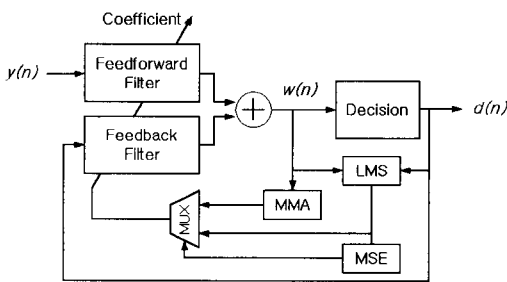 Coefficient
y(n)
Feedforward
Filter
w(n)
Decision
d(n)
Feedback
Filter
LMS
MMA
MUX
MSE